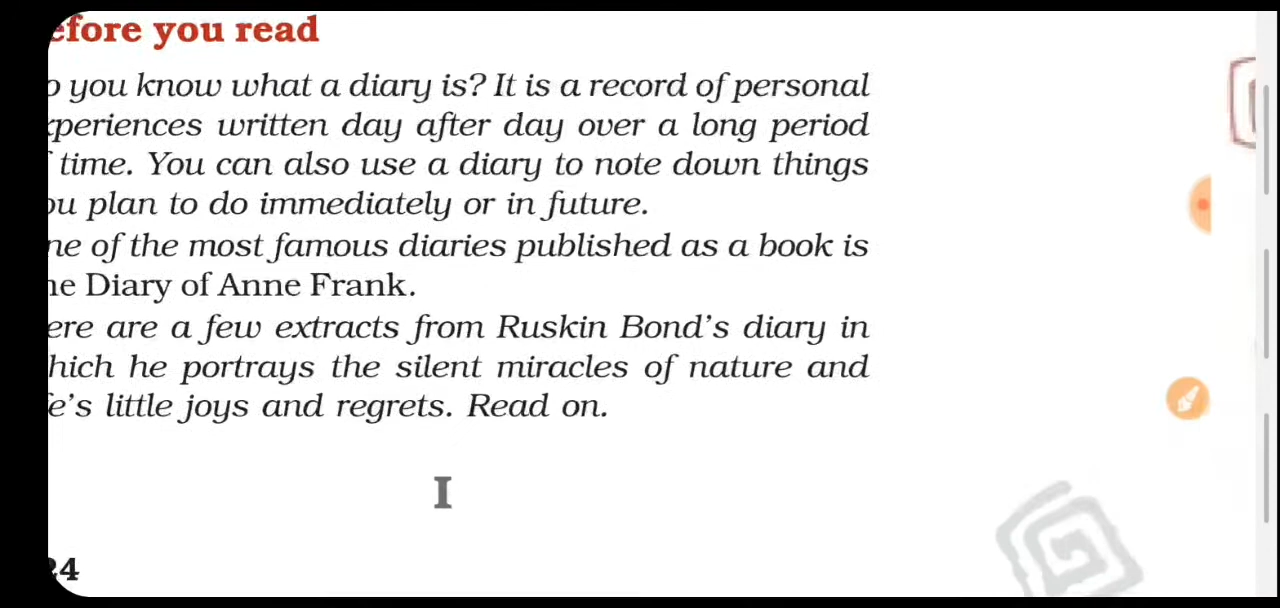 efore you read
o you know what a diary is? It is a record of personal
xperiences written day after day over a long period
time. You can also use a diary to note down things
ou plan to do immediately or in future.
ne of the most famous diaries published as a book is
he Diary of Anne Frank.
ere are a few extracts from Ruskin Bond's diary in
hich he portrays the silent miracles of nature and
fe's little joys and regrets. Read on.
I
24